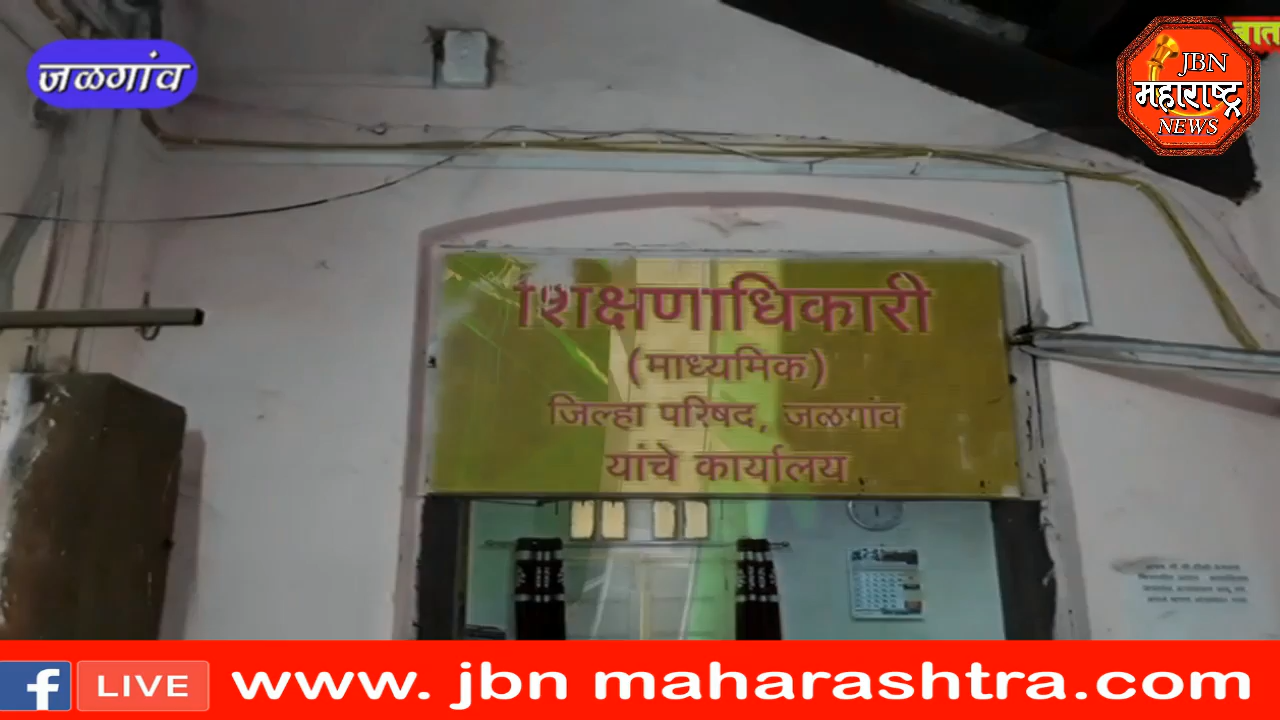 जळगांव
बात
JBN
महाराष्ट्र
NEWS
शिक्षणाधिकारी
(माध्यमिक)
जिल्हा परिषद, जळगांव
यांचे कार्यालय
f LIVE www. jbn maharashtra.com